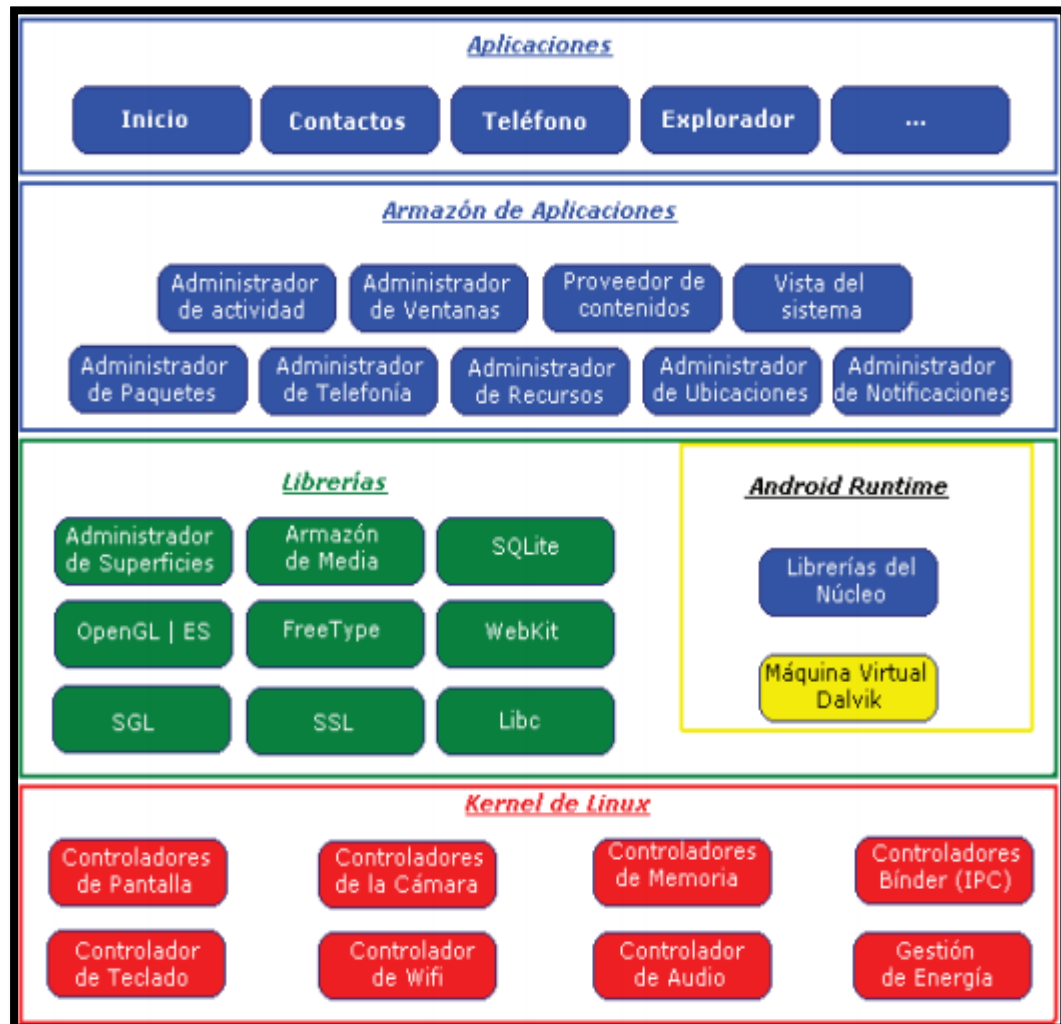 Aplicaciones
Inicio
Contactos
Teléfono
Explorador
...
Armazón de Aplicaciones
Administrador
de actividad
Administrador
de Ventanas
Proveedor de
contenidos
Vista del
sistema
Administrador
de Paquetes
Administrador
de Telefonía
Administrador
de Recursos
Administrador
de Ubicaciones
Administrador
de Notificaciones
Librerías
Administrador
de Superficies
Armazón
de Media
SQLite
OpenGL | ES
FreeType
WebKit
SGL
SSL
Libc
Android Runtime
Librerías del
Núcleo
Máquina Virtual
Dalvik
Kernel de Linux
Controladores
de Pantalla
Controladores
de la Cámara
Controladores
de Memoria
Controladores
Bínder (IPC)
Controlador
de Teclado
Controlador
de Wifi
Controlador
de Audio
Gestión
de Energía